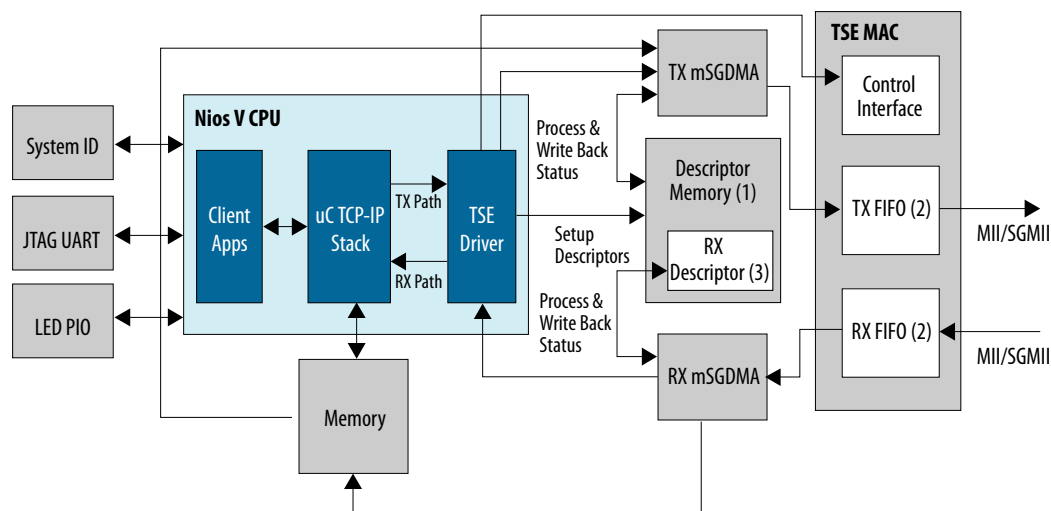 TSE MAC
TX mSGDMA
Control
Interface
Nios V CPU
System ID
Process &
Write Back
Status
Descriptor
Memory (1)
Client
Apps
uC TCP-IP
Stack
TX Path
TSE
Driver
TX FIFO (2)
MII/SGMII
JTAG UART
Setup
Descriptors
RX
Descriptor (3)
RX Path
LED PIO
Process &
Write Back
Status
RX FIFO (2)
MII/SGMII
RX mSGDMA
Memory